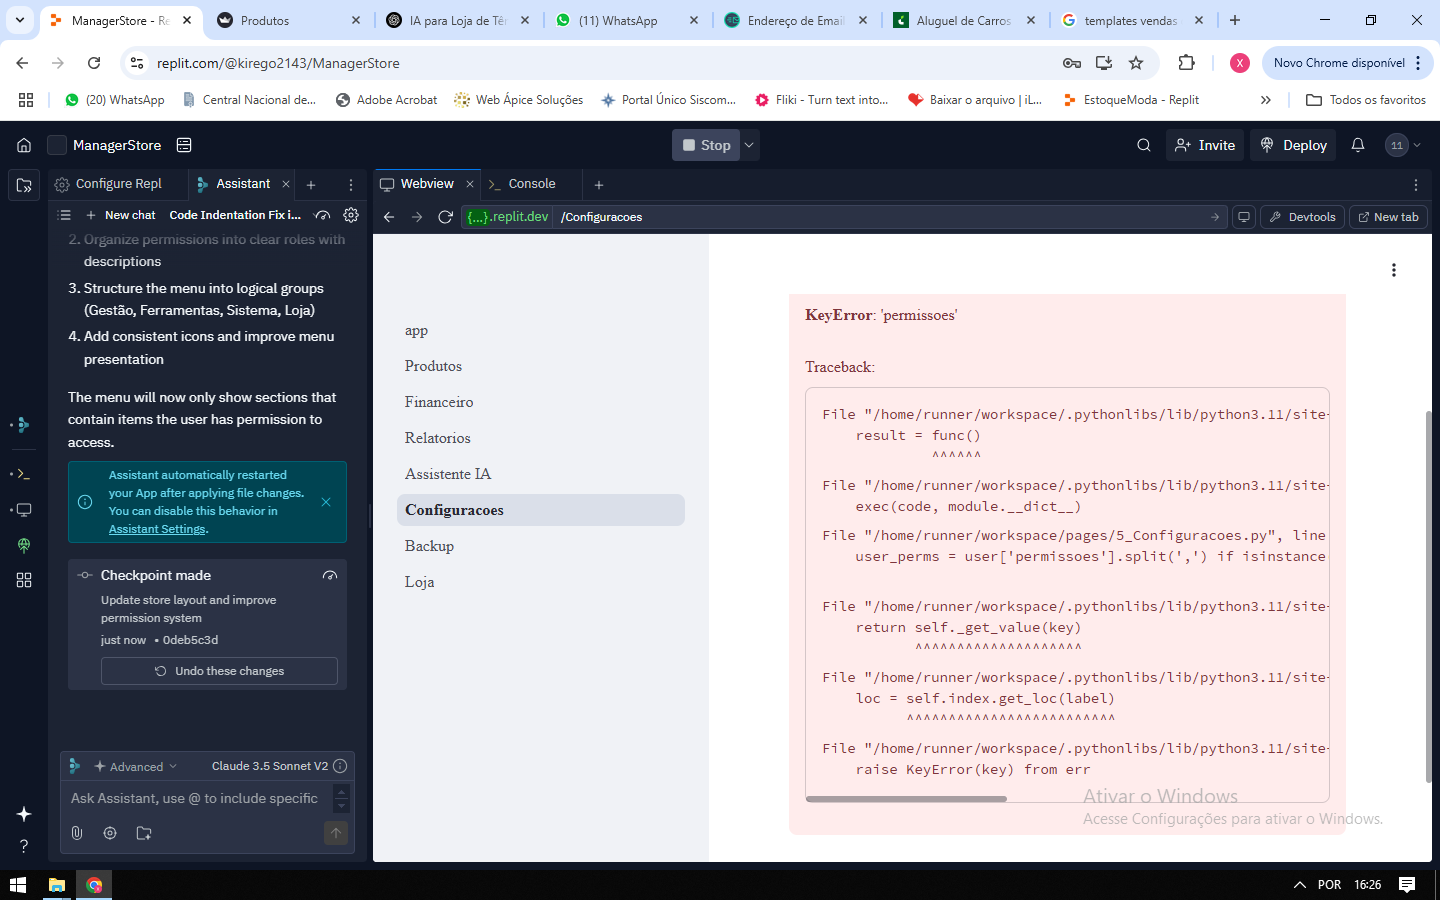 ManagerStore - Re
Produtos
IA para Loja de Tên
(11) WhatsApp
Endereço de Email
Aluguel de Carros
templates vendas
replit.com/@kirego2143/ManagerStore
X
Novo Chrome disponível
(20) WhatsApp
Central Nacional de...
Adobe Acrobat
Web Ápice Soluções
Portal Único Siscom...
Fliki - Turn text into...
Baixar o arquivo | iL...
EstoqueModa - Replit
Todos os favoritos
ManagerStore
Stop
Invite
Deploy
11
Configure Repl
Assistant
Webview
Console
New chat
Code Indentation Fix i...
{...}.replit.dev
/Configuracoes
Devtools
New tab
2. Organize permissions into clear roles with
descriptions
3. Structure the menu into logical groups
(Gestão, Ferramentas, Sistema, Loja)
4. Add consistent icons and improve menu
presentation
The menu will now only show sections that
contain items the user has permission to
access.
Assistant automatically restarted
your App after applying file changes.
You can disable this behavior in
Assistant Settings.
Checkpoint made
Update store layout and improve
permission system
just now • 0deb5c3d
Undo these changes
Advanced
Claude 3.5 Sonnet V2
Ask Assistant, use @ to include specific
app
Produtos
Financeiro
Relatorios
Assistente IA
Configuracoes
Backup
Loja
KeyError: 'permissoes'
Traceback:
File "/home/runner/workspace/.pythonlibs/lib/python3.11/site-
result = func()
^^^^^^
File "/home/runner/workspace/.pythonlibs/lib/python3.11/site-
exec(code, module.__dict__)
File "/home/runner/workspace/pages/5_Configuracoes.py", line
user_perms = user['permissoes'].split(',') if isinstance
File "/home/runner/workspace/.pythonlibs/lib/python3.11/site-
return self._get_value(key)
^^^^^^^^^^^^^^^^^^^^
File "/home/runner/workspace/.pythonlibs/lib/python3.11/site-
loc = self.index.get_loc(label)
^^^^^^^^^^^^^^^^^^^^^^^^^
File "/home/runner/workspace/.pythonlibs/lib/python3.11/site-
raise KeyError(key) from err
Ativar o Windows
Acesse Configurações para ativar o Windows.
POR
16:26